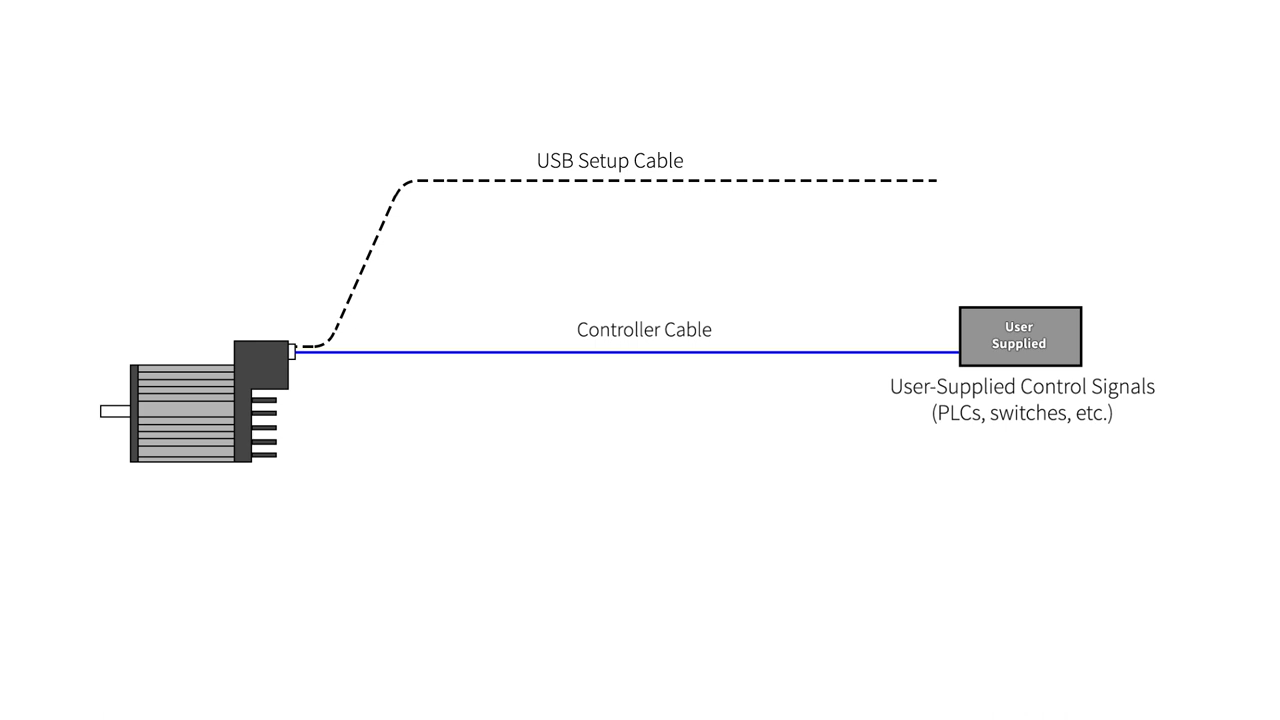 USB Setup Cable
Controller Cable
User
Supplied
User-Supplied Control Signals
(PLCs, switches, etc.)